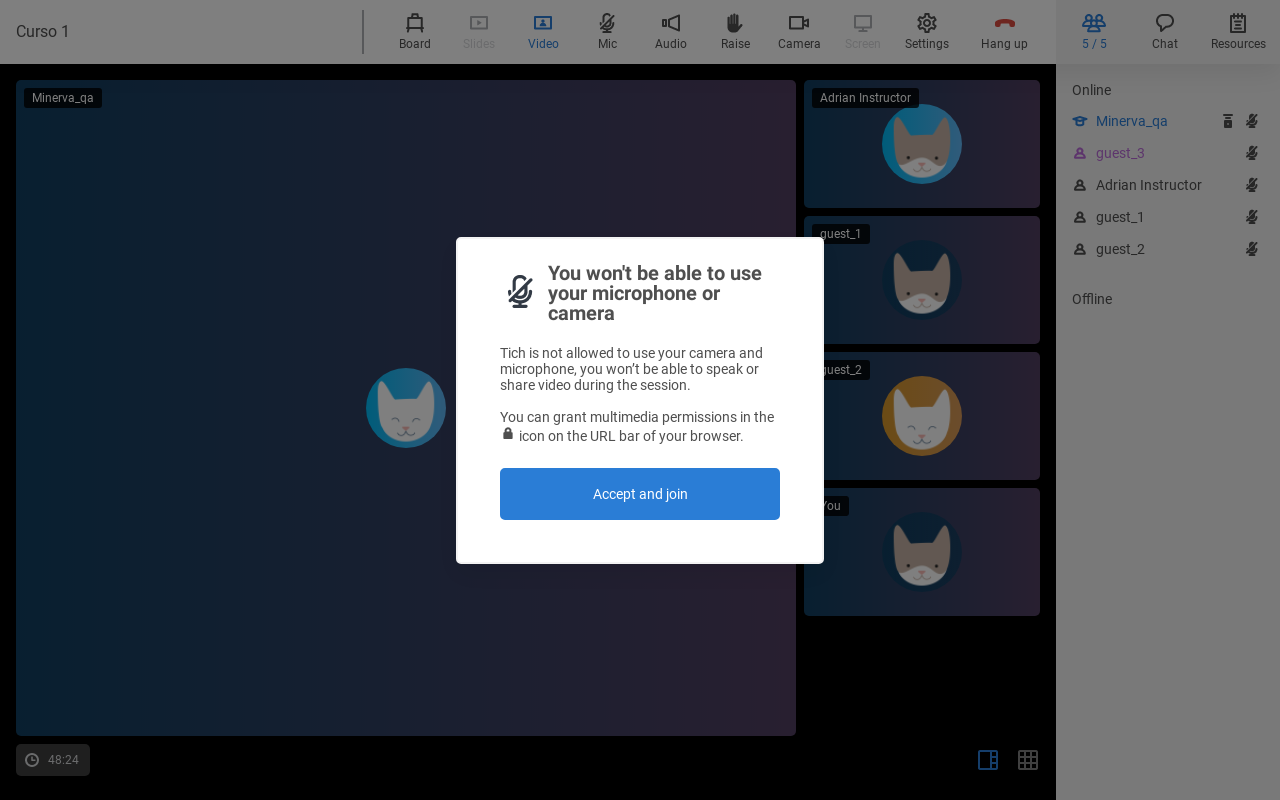 Curso 1
Board
Slides
Video
Mic
Audio
Raise
Camera
Screen
Settings
Hang up
5 / 5
Chat
Resources
Minerva_qa
Adrian Instructor
guest_1
guest_2
You
You won't be able to use
your microphone or
camera
Tich is not allowed to use your camera and
microphone, you won’t be able to speak or
share video during the session.
You can grant multimedia permissions in the
icon on the URL bar of your browser.
Accept and join
48:24
Online
Minerva_qa
guest_3
Adrian Instructor
guest_1
guest_2
Offline